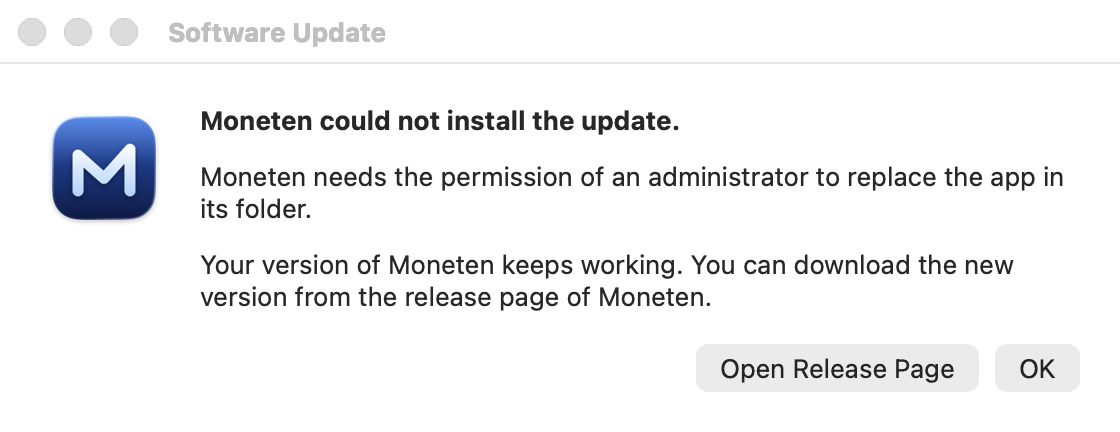 Software Update
Moneten could not install the update.
Moneten needs the permission of an administrator to replace the app in
its folder.
Your version of Moneten keeps working. You can download the new
version from the release page of Moneten.
Open Release Page
OK